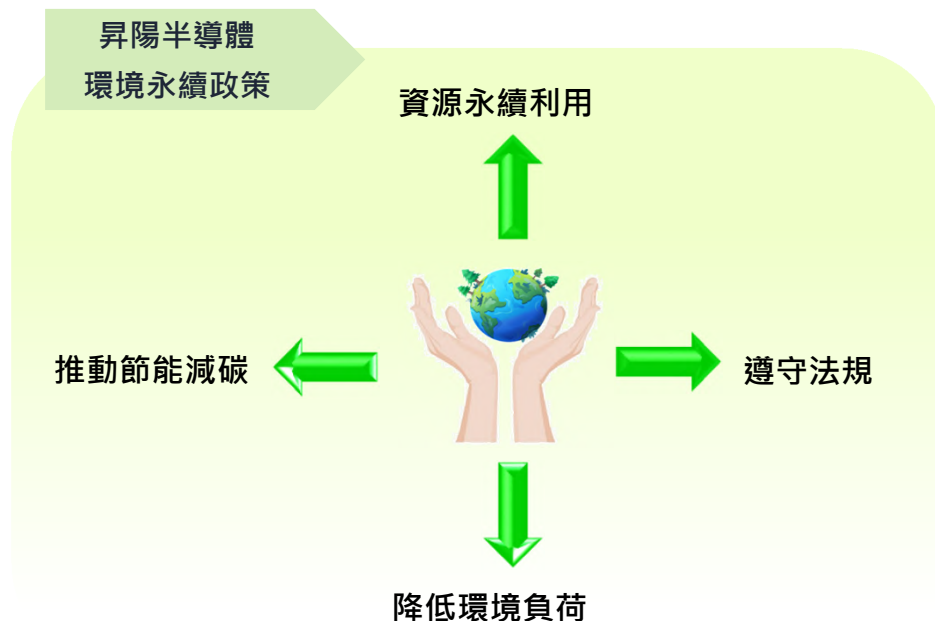 昇陽半導體
環境永續政策
資源永續利用
推動節能減碳
遵守法規
降低環境負荷